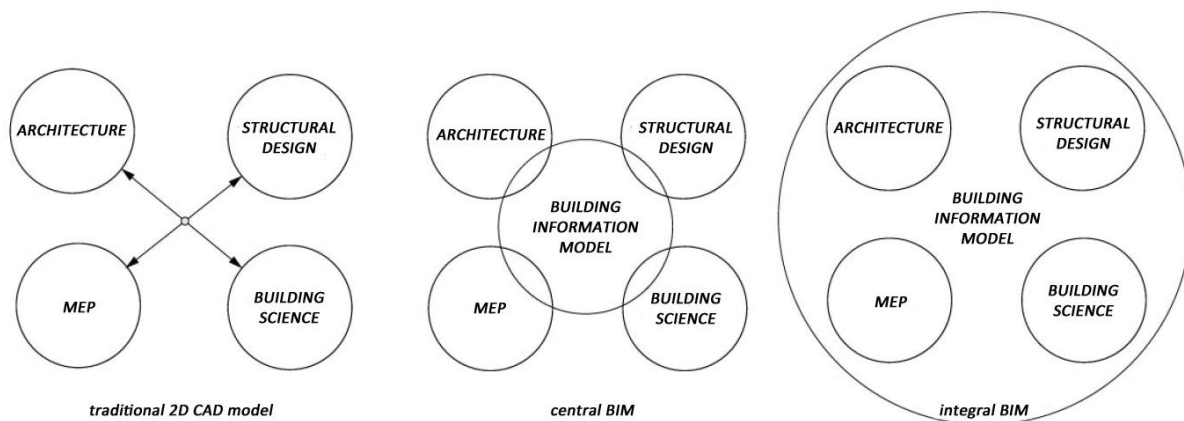 ARCHITECTURE
STRUCTURAL
DESIGN
MEP
BUILDING
SCIENCE
traditional 2D CAD model
ARCHITECTURE
STRUCTURAL
DESIGN
BUILDING
INFORMATION
MODEL
MEP
BUILDING
SCIENCE
central BIM
ARCHITECTURE
STRUCTURAL
DESIGN
BUILDING
INFORMATION
MODEL
MEP
BUILDING
SCIENCE
integral BIM